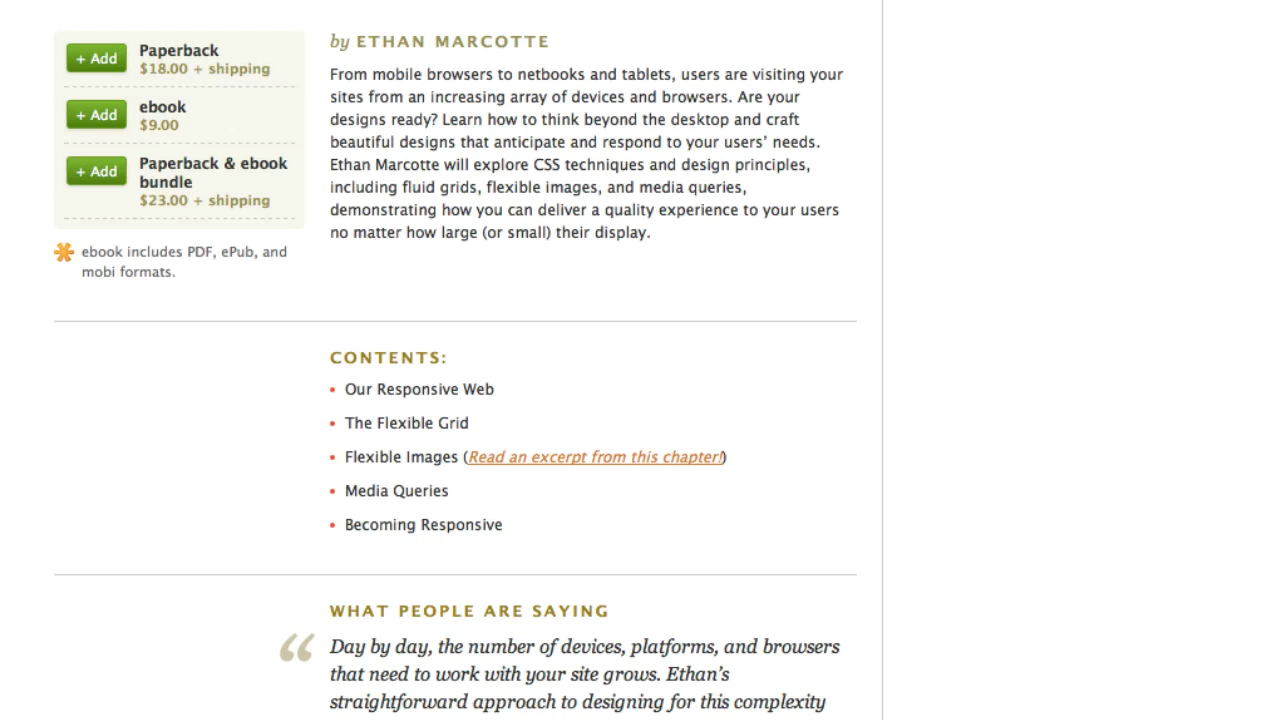 + Add Paperback
$18.00 + shipping
+ Add ebook
$9.00
+ Add Paperback & ebook
bundle
$23.00 + shipping
ebook includes PDF, ePub, and
mobi formats.
by ETHAN MARCOTTE
From mobile browsers to netbooks and tablets, users are visiting your
sites from an increasing array of devices and browsers. Are your
designs ready? Learn how to think beyond the desktop and craft
beautiful designs that anticipate and respond to your users’ needs.
Ethan Marcotte will explore CSS techniques and design principles,
including fluid grids, flexible images, and media queries,
demonstrating how you can deliver a quality experience to your users
no matter how large (or small) their display.
CONTENTS:
• Our Responsive Web
• The Flexible Grid
• Flexible Images (Read an excerpt from this chapter!)
• Media Queries
• Becoming Responsive
WHAT PEOPLE ARE SAYING
“ Day by day, the number of devices, platforms, and browsers
that need to work with your site grows. Ethan’s
straightforward approach to designing for this complexity